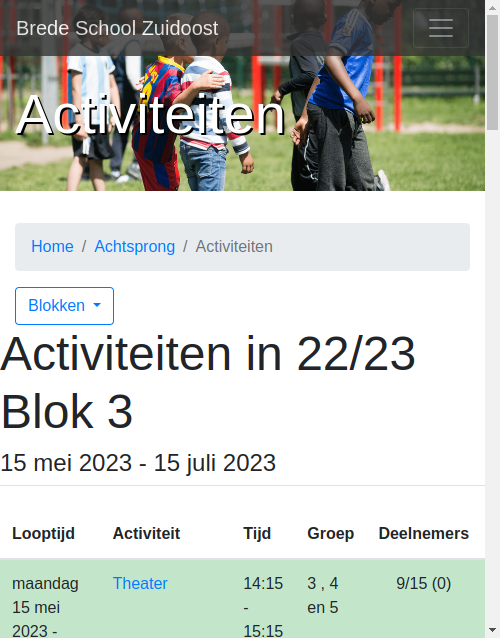 Brede School Zuidoost
Activiteiten
Home / Achtsprong / Activiteiten
Blokken
Activiteiten in 22/23
Blok 3
15 mei 2023 - 15 juli 2023
Looptijd Activiteit Tijd Groep Deelnemers
maandag Theater 14:15 3 , 4 9/15 (0)
15 mei - en 5
2023 - 15:15